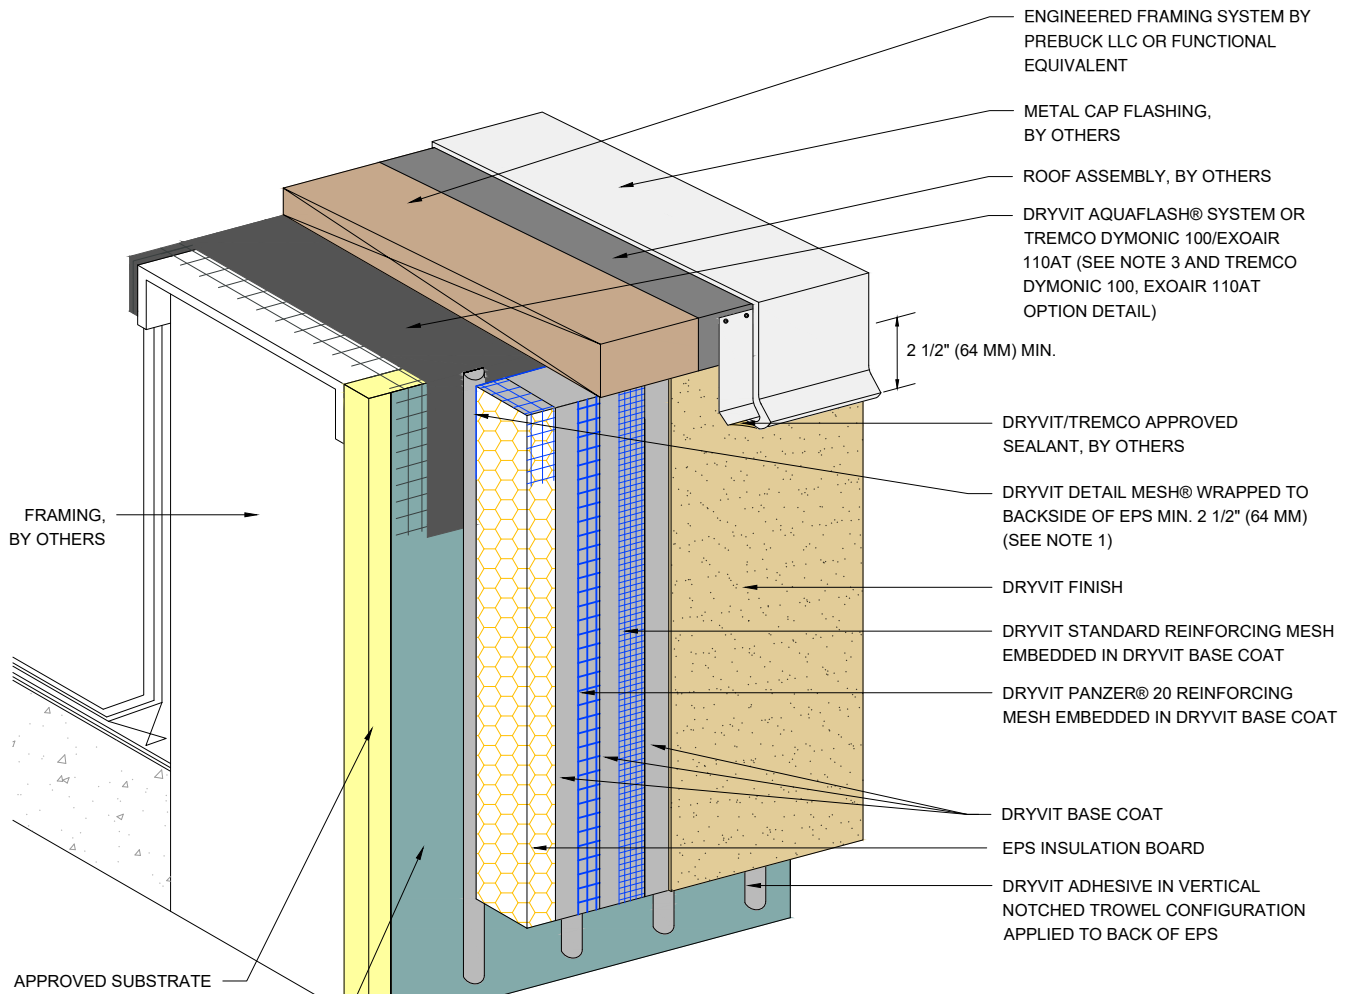 ENGINEERED FRAMING SYSTEM BY
PREBUCK LLC OR FUNCTIONAL
EQUIVALENT
METAL CAP FLASHING,
BY OTHERS
ROOF ASSEMBLY, BY OTHERS
DRYVIT AQUAFLASH® SYSTEM OR
TREMCO DYMONIC 100/EXOAIR
110AT (SEE NOTE 3 AND TREMCO
DYMONIC 100, EXOAIR 110AT
OPTION DETAIL)
2 1/2" (64 MM) MIN.
DRYVIT/TREMCO APPROVED
SEALANT, BY OTHERS
DRYVIT DETAIL MESH® WRAPPED TO
BACKSIDE OF EPS MIN. 2 1/2" (64 MM)
(SEE NOTE 1)
FRAMING,
BY OTHERS
DRYVIT FINISH
DRYVIT STANDARD REINFORCING MESH
EMBEDDED IN DRYVIT BASE COAT
DRYVIT PANZER® 20 REINFORCING
MESH EMBEDDED IN DRYVIT BASE COAT
DRYVIT BASE COAT
EPS INSULATION BOARD
DRYVIT ADHESIVE IN VERTICAL
NOTCHED TROWEL CONFIGURATION
APPLIED TO BACK OF EPS
APPROVED SUBSTRATE